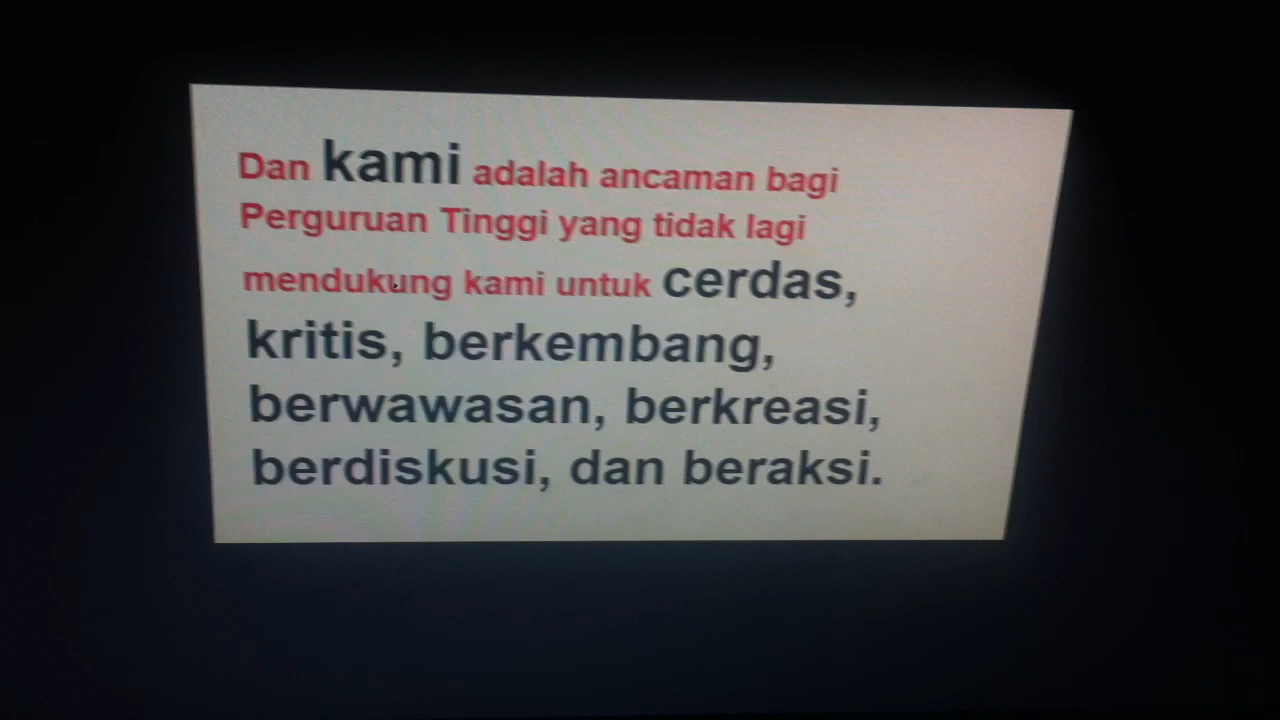 Dan kami adalah ancaman bagi
Perguruan Tinggi yang tidak lagi
mendukung kami untuk cerdas,
kritis, berkembang,
berwawasan, berkreasi,
berdiskusi, dan beraksi.